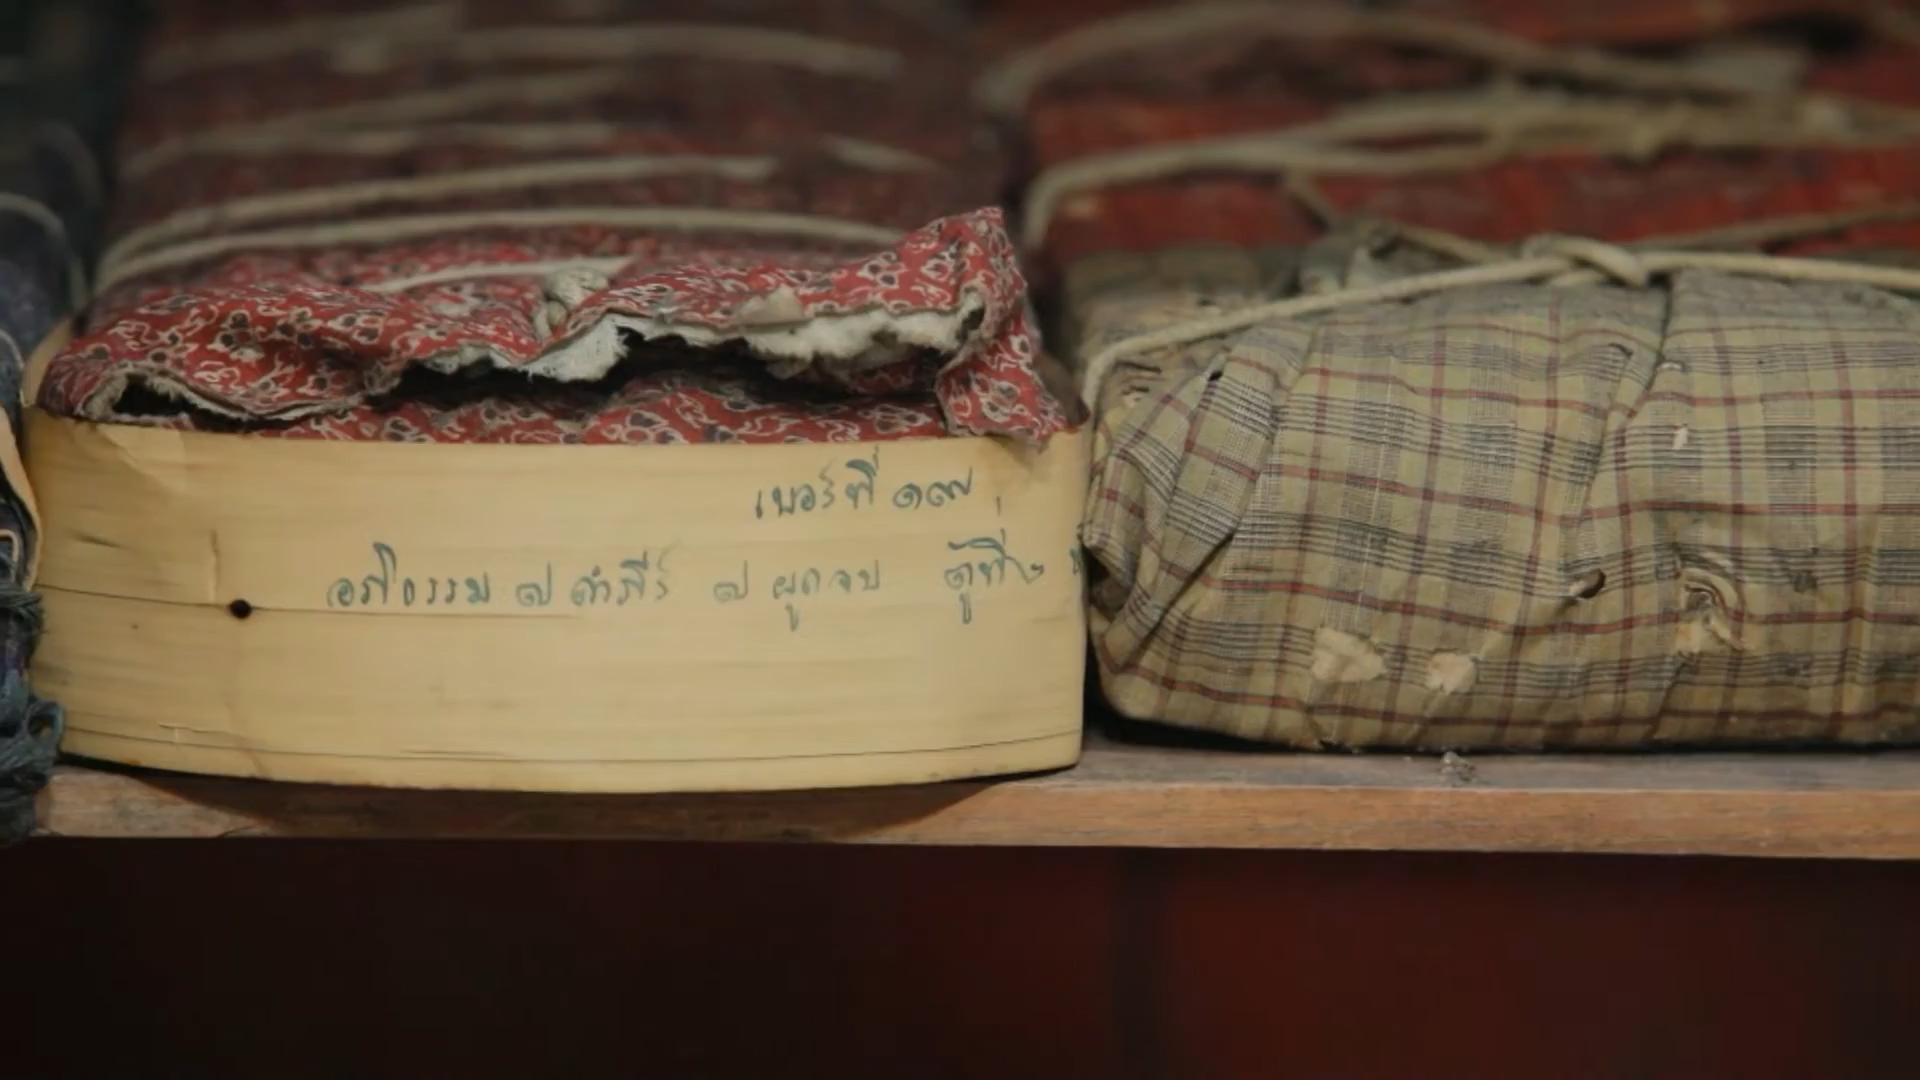 เบอร์ที่ ๑๗
อภิธรรม ๗ คำภีร์ ๗ ผูกจบ ตู้ที่ ๒